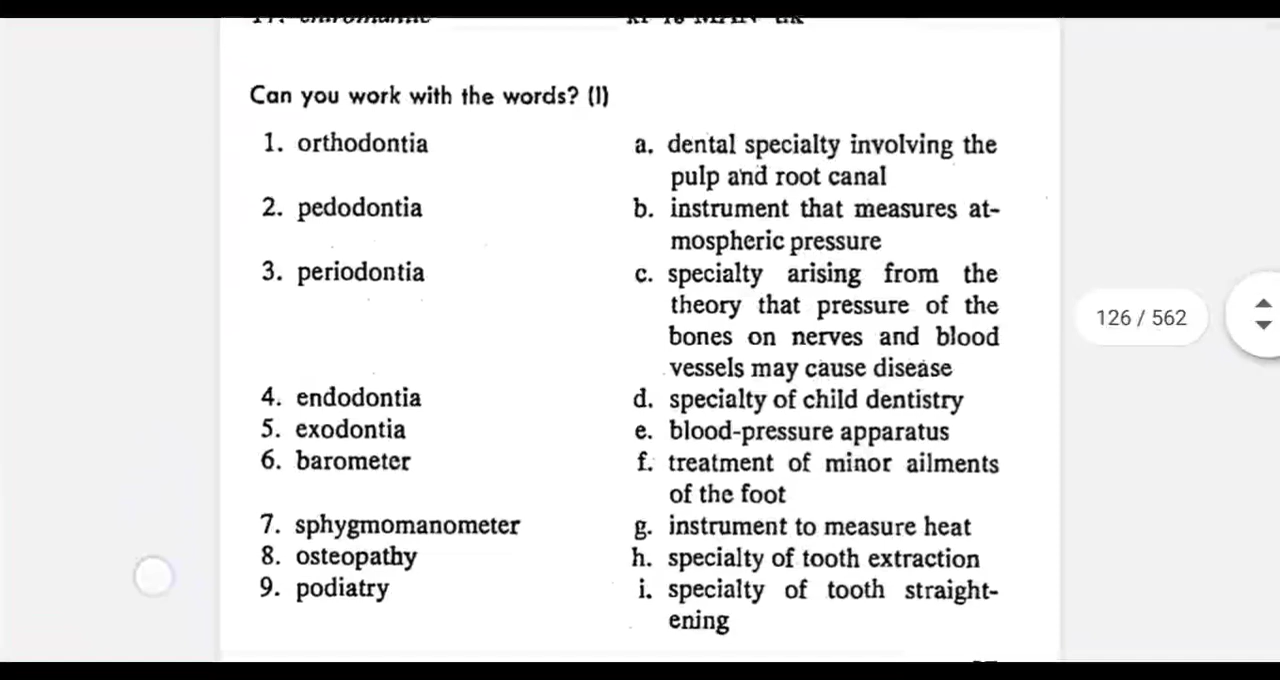 Can you work with the words? (I)
1. orthodontia
a. dental specialty involving the
pulp and root canal
2. pedodontia
b. instrument that measures at-
mospheric pressure
3. periodontia
c. specialty arising from the
theory that pressure of the
bones on nerves and blood
vessels may cause disease
4. endodontia
d. specialty of child dentistry
5. exodontia
e. blood-pressure apparatus
6. barometer
f. treatment of minor ailments
of the foot
7. sphygmomanometer
g. instrument to measure heat
8. osteopathy
h. specialty of tooth extraction
9. podiatry
i. specialty of tooth straight-
ening
126 / 562